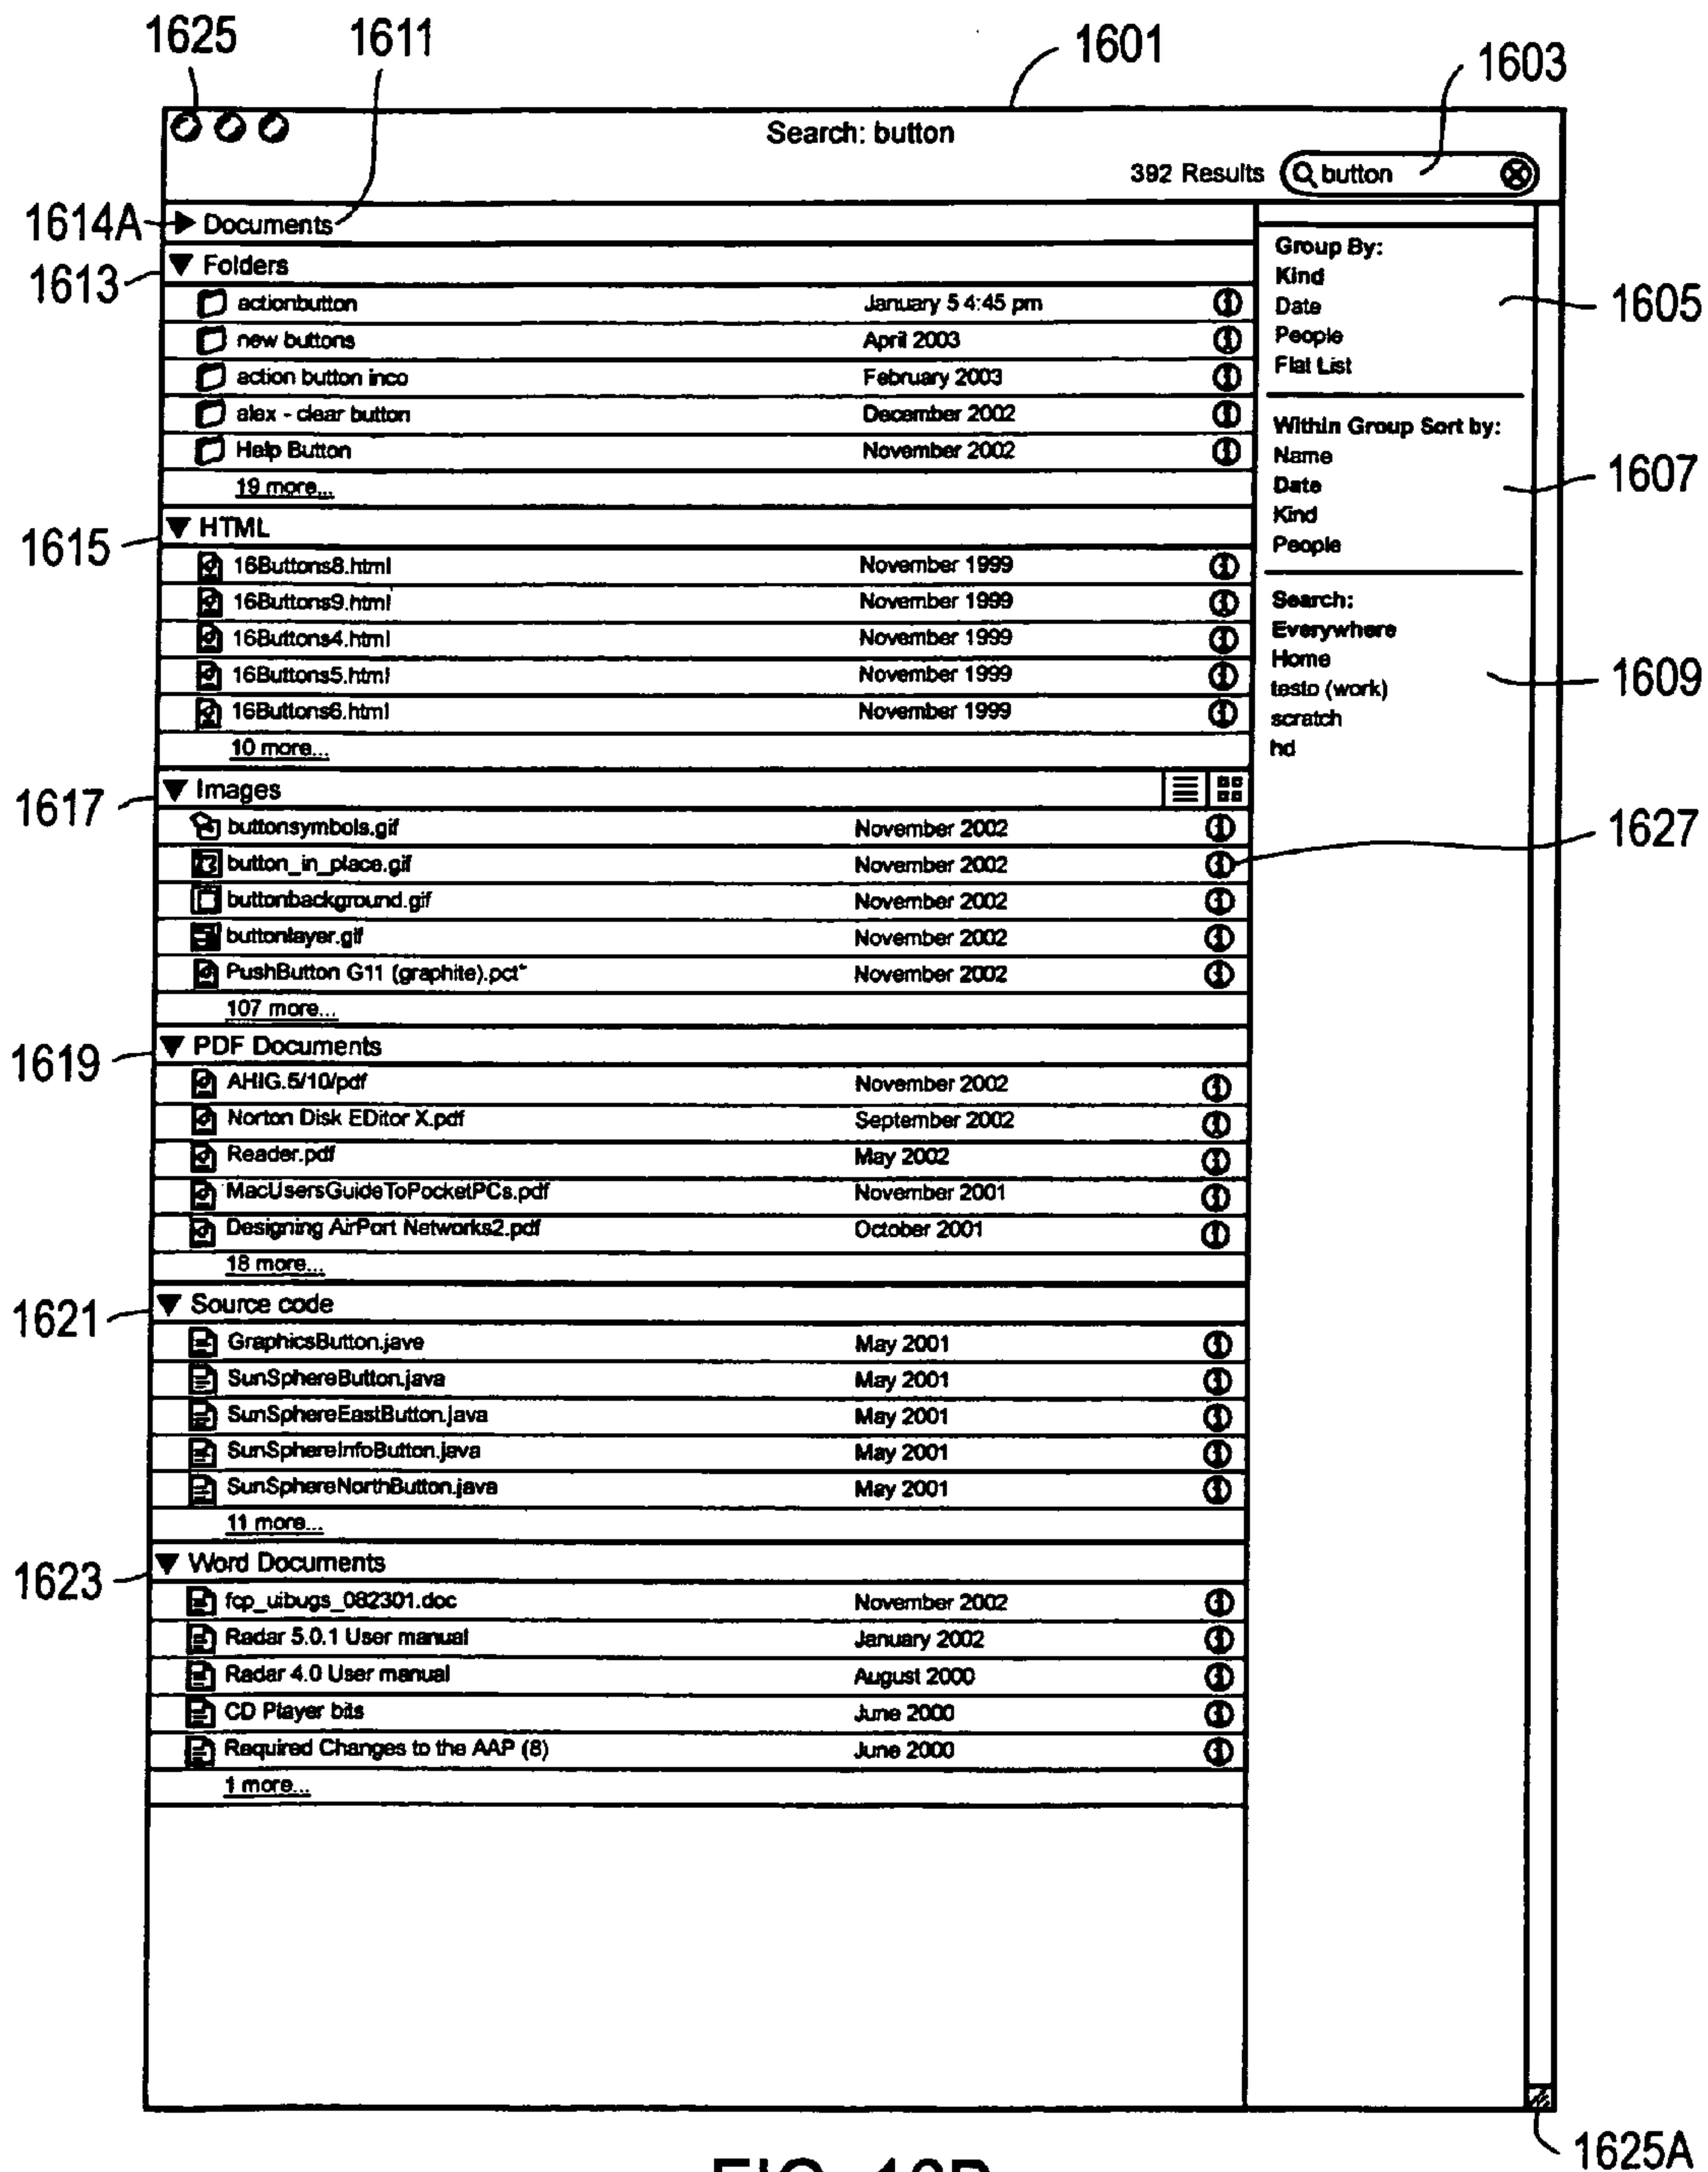 1625 1611 1601 1603
Search: button
392 Results button
1614A Documents
1613 Folders
actionbutton January 5 4:45 pm
new buttons April 2003
action button inco February 2003
alex - clear button December 2002
Help Button November 2002
19 more...
1615 HTML
16Buttons8.html November 1999
16Buttons9.html November 1999
16Buttons4.html November 1999
16Buttons5.html November 1999
16Buttons6.html November 1999
10 more...
1617 Images
buttonsymbols.gif November 2002
button_in_place.gif November 2002
buttonbackground.gif November 2002
buttonlayer.gif November 2002
PushButton G11 (graphite).pct" November 2002
107 more...
1619 PDF Documents
AHIG.5/10/pdf November 2002
Norton Disk EDitor X.pdf September 2002
Reader.pdf May 2002
MacUsersGuideToPocketPCs.pdf November 2001
Designing AirPort Networks2.pdf October 2001
18 more...
1621 Source code
GraphicsButton.jave May 2001
SunSphereButton.java May 2001
SunSphereEastButton.java May 2001
SunSphereInfoButton.java May 2001
SunSphereNorthButton.java May 2001
11 more...
1623 Word Documents
fcp_uibugs_082301.doc November 2002
Radar 5.0.1 User manual January 2002
Radar 4.0 User manual August 2000
CD Player bits June 2000
Required Changes to the AAP (8) June 2000
1 more...
Group By:
Kind
Date 1605
People
Flat List
Within Group Sort by:
Name
Date 1607
Kind
People
Search:
Everywhere
Home
testo (work) 1609
scratch
hd
1627
1625A